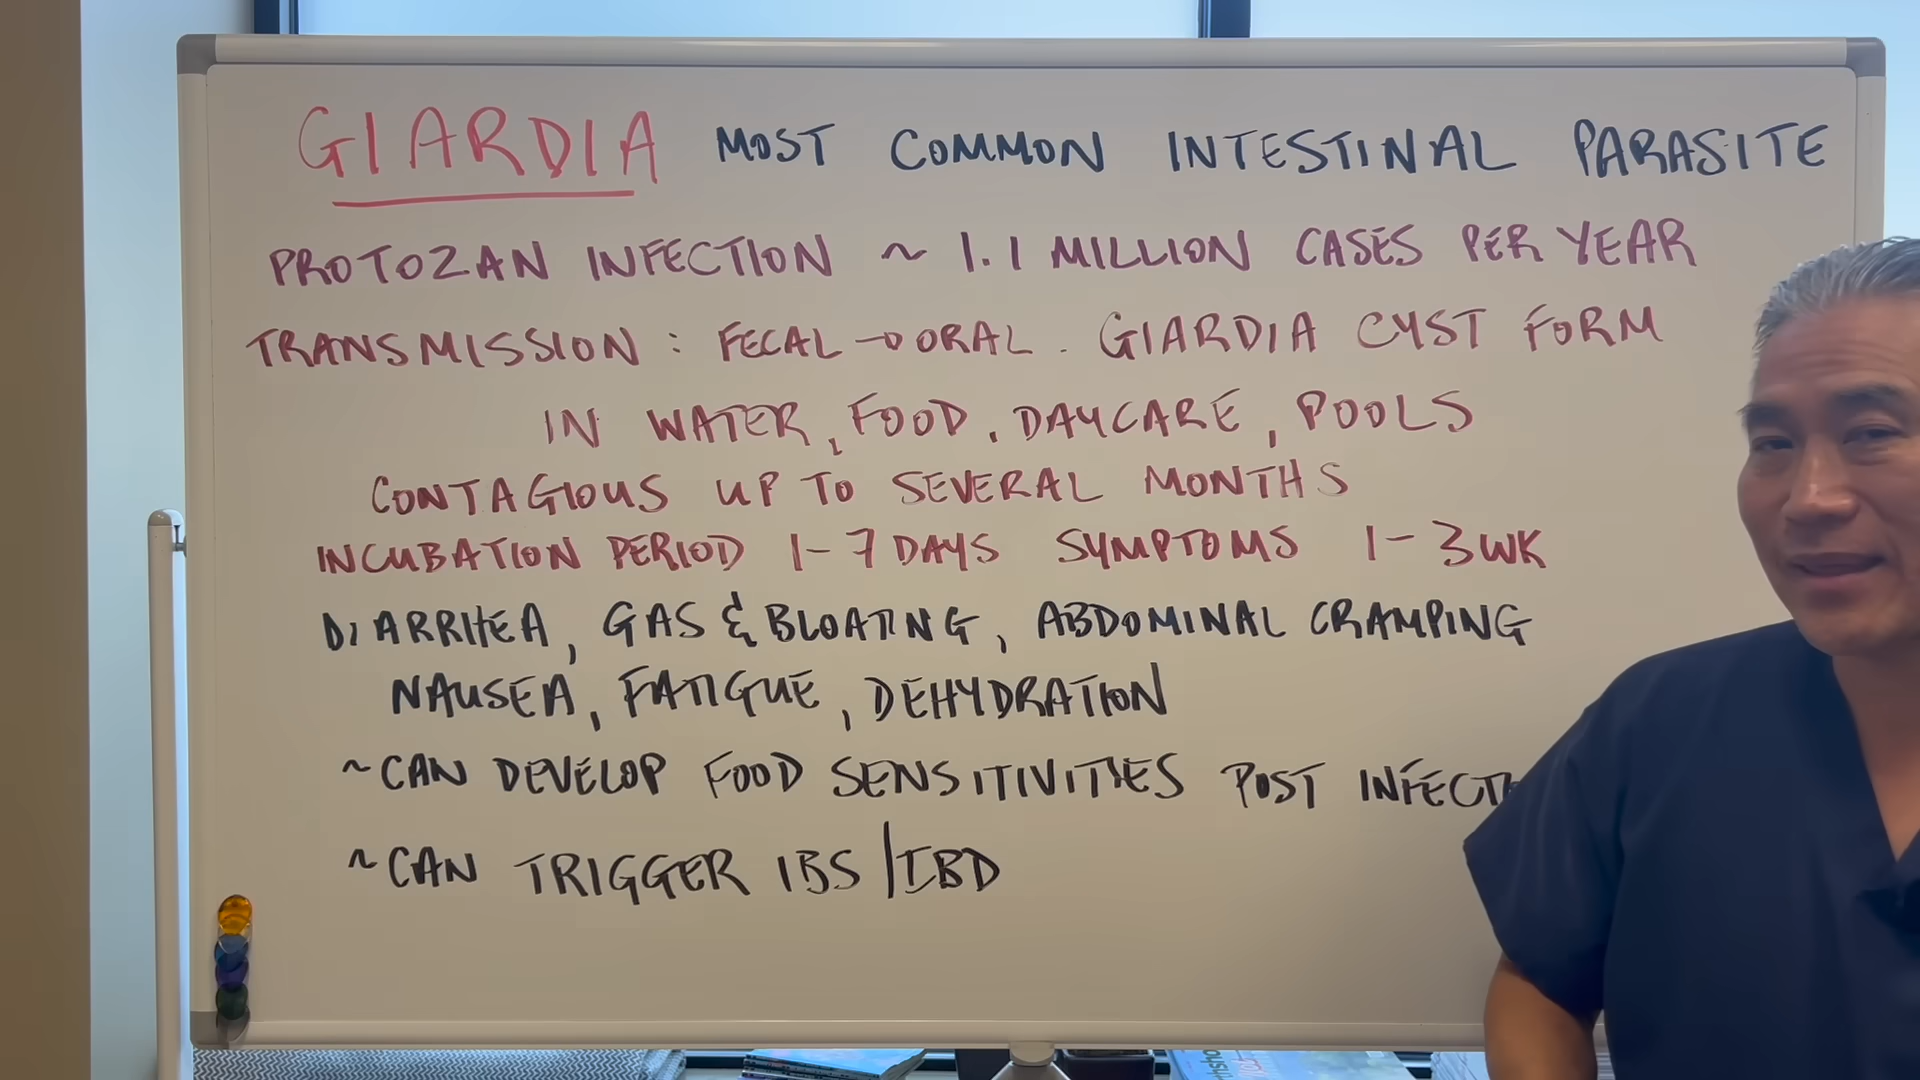 GIARDIA MOST COMMON INTESTINAL PARASITE
PROTOZAN INFECTION ~ 1.1 MILLION CASES PER YEAR
TRANSMISSION : FECAL → ORAL . GIARDIA CYST FORM
IN WATER, FOOD, DAYCARE, POOLS
CONTAGIOUS UP TO SEVERAL MONTHS
INCUBATION PERIOD 1-7 DAYS SYMPTOMS 1-3 WK
DIARRHEA, GAS & BLOATING, ABDOMINAL CRAMPING
NAUSEA, FATIGUE, DEHYDRATION
~CAN DEVELOP FOOD SENSITIVITIES POST INFECTI
~CAN TRIGGER IBS/IBD